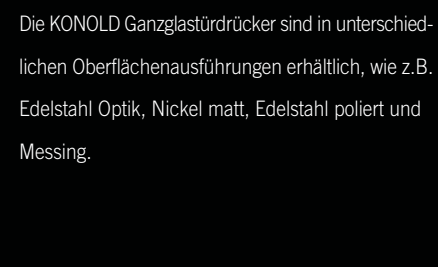 Die KONOLD Ganzglastürdrücker sind in unterschied-
lichen Oberflächenausführungen erhältlich, wie z.B.
Edelstahl Optik, Nickel matt, Edelstahl poliert und
Messing.